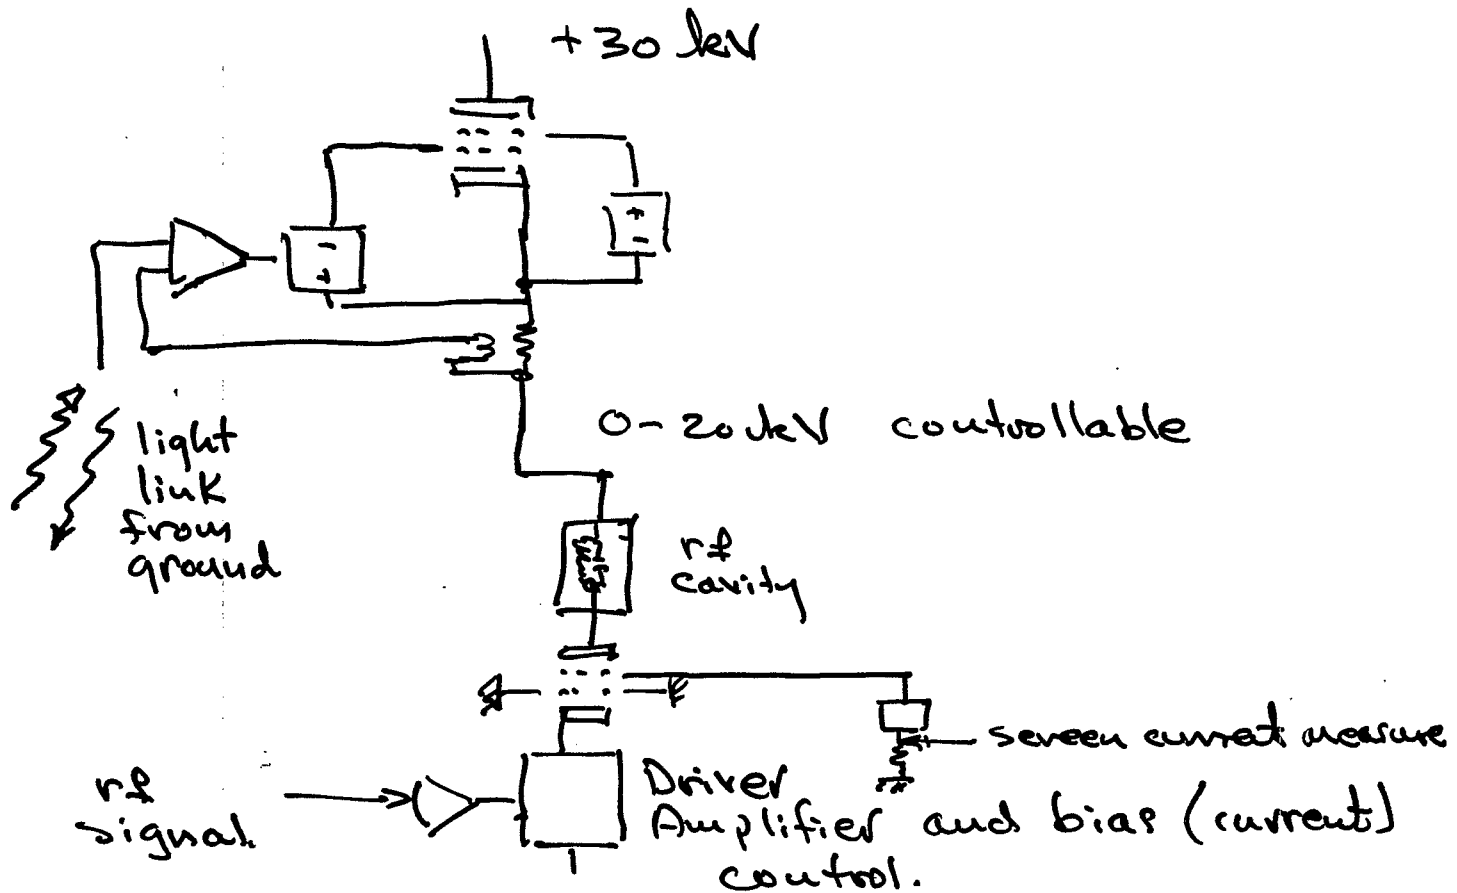 +30 kV
0-20 kV controllable
light
link
from
ground
rf
cavity
screen current measure
rf
signal
Driver
Amplifier and bias (current)
control.